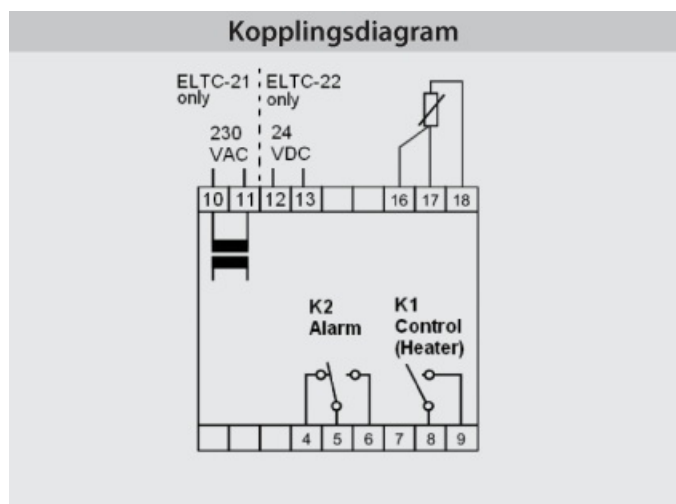 Kopplingsdiagram
ELTC-21 ELTC-22
only only
230 24
VAC VDC
10 11 12 13 16 17 18
K2 K1
Alarm Control
(Heater)
4 5 6 7 8 9